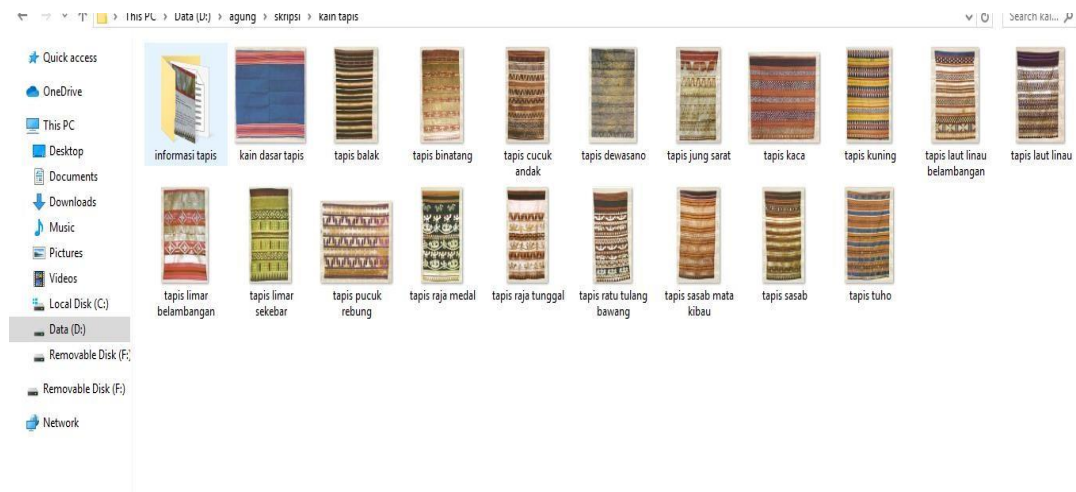 This PC > Data (D:) > agung > skripsi > kain tapis
Search kai...
Quick access
OneDrive
This PC
Desktop
Documents
Downloads
Music
Pictures
Videos
Local Disk (C:)
Data (D:)
Removable Disk (F:)
Removable Disk (F:)
Network
informasi tapis
kain dasar tapis
tapis balak
tapis binatang
tapis cucuk
andak
tapis dewasano
tapis jung sarat
tapis kaca
tapis kuning
tapis laut linau
belambangan
tapis laut linau
tapis limar
belambangan
tapis limar
sekebar
tapis pucuk
rebung
tapis raja medal
tapis raja tunggal
tapis ratu tulang
bawang
tapis sasab mata
kibau
tapis sasab
tapis tuho